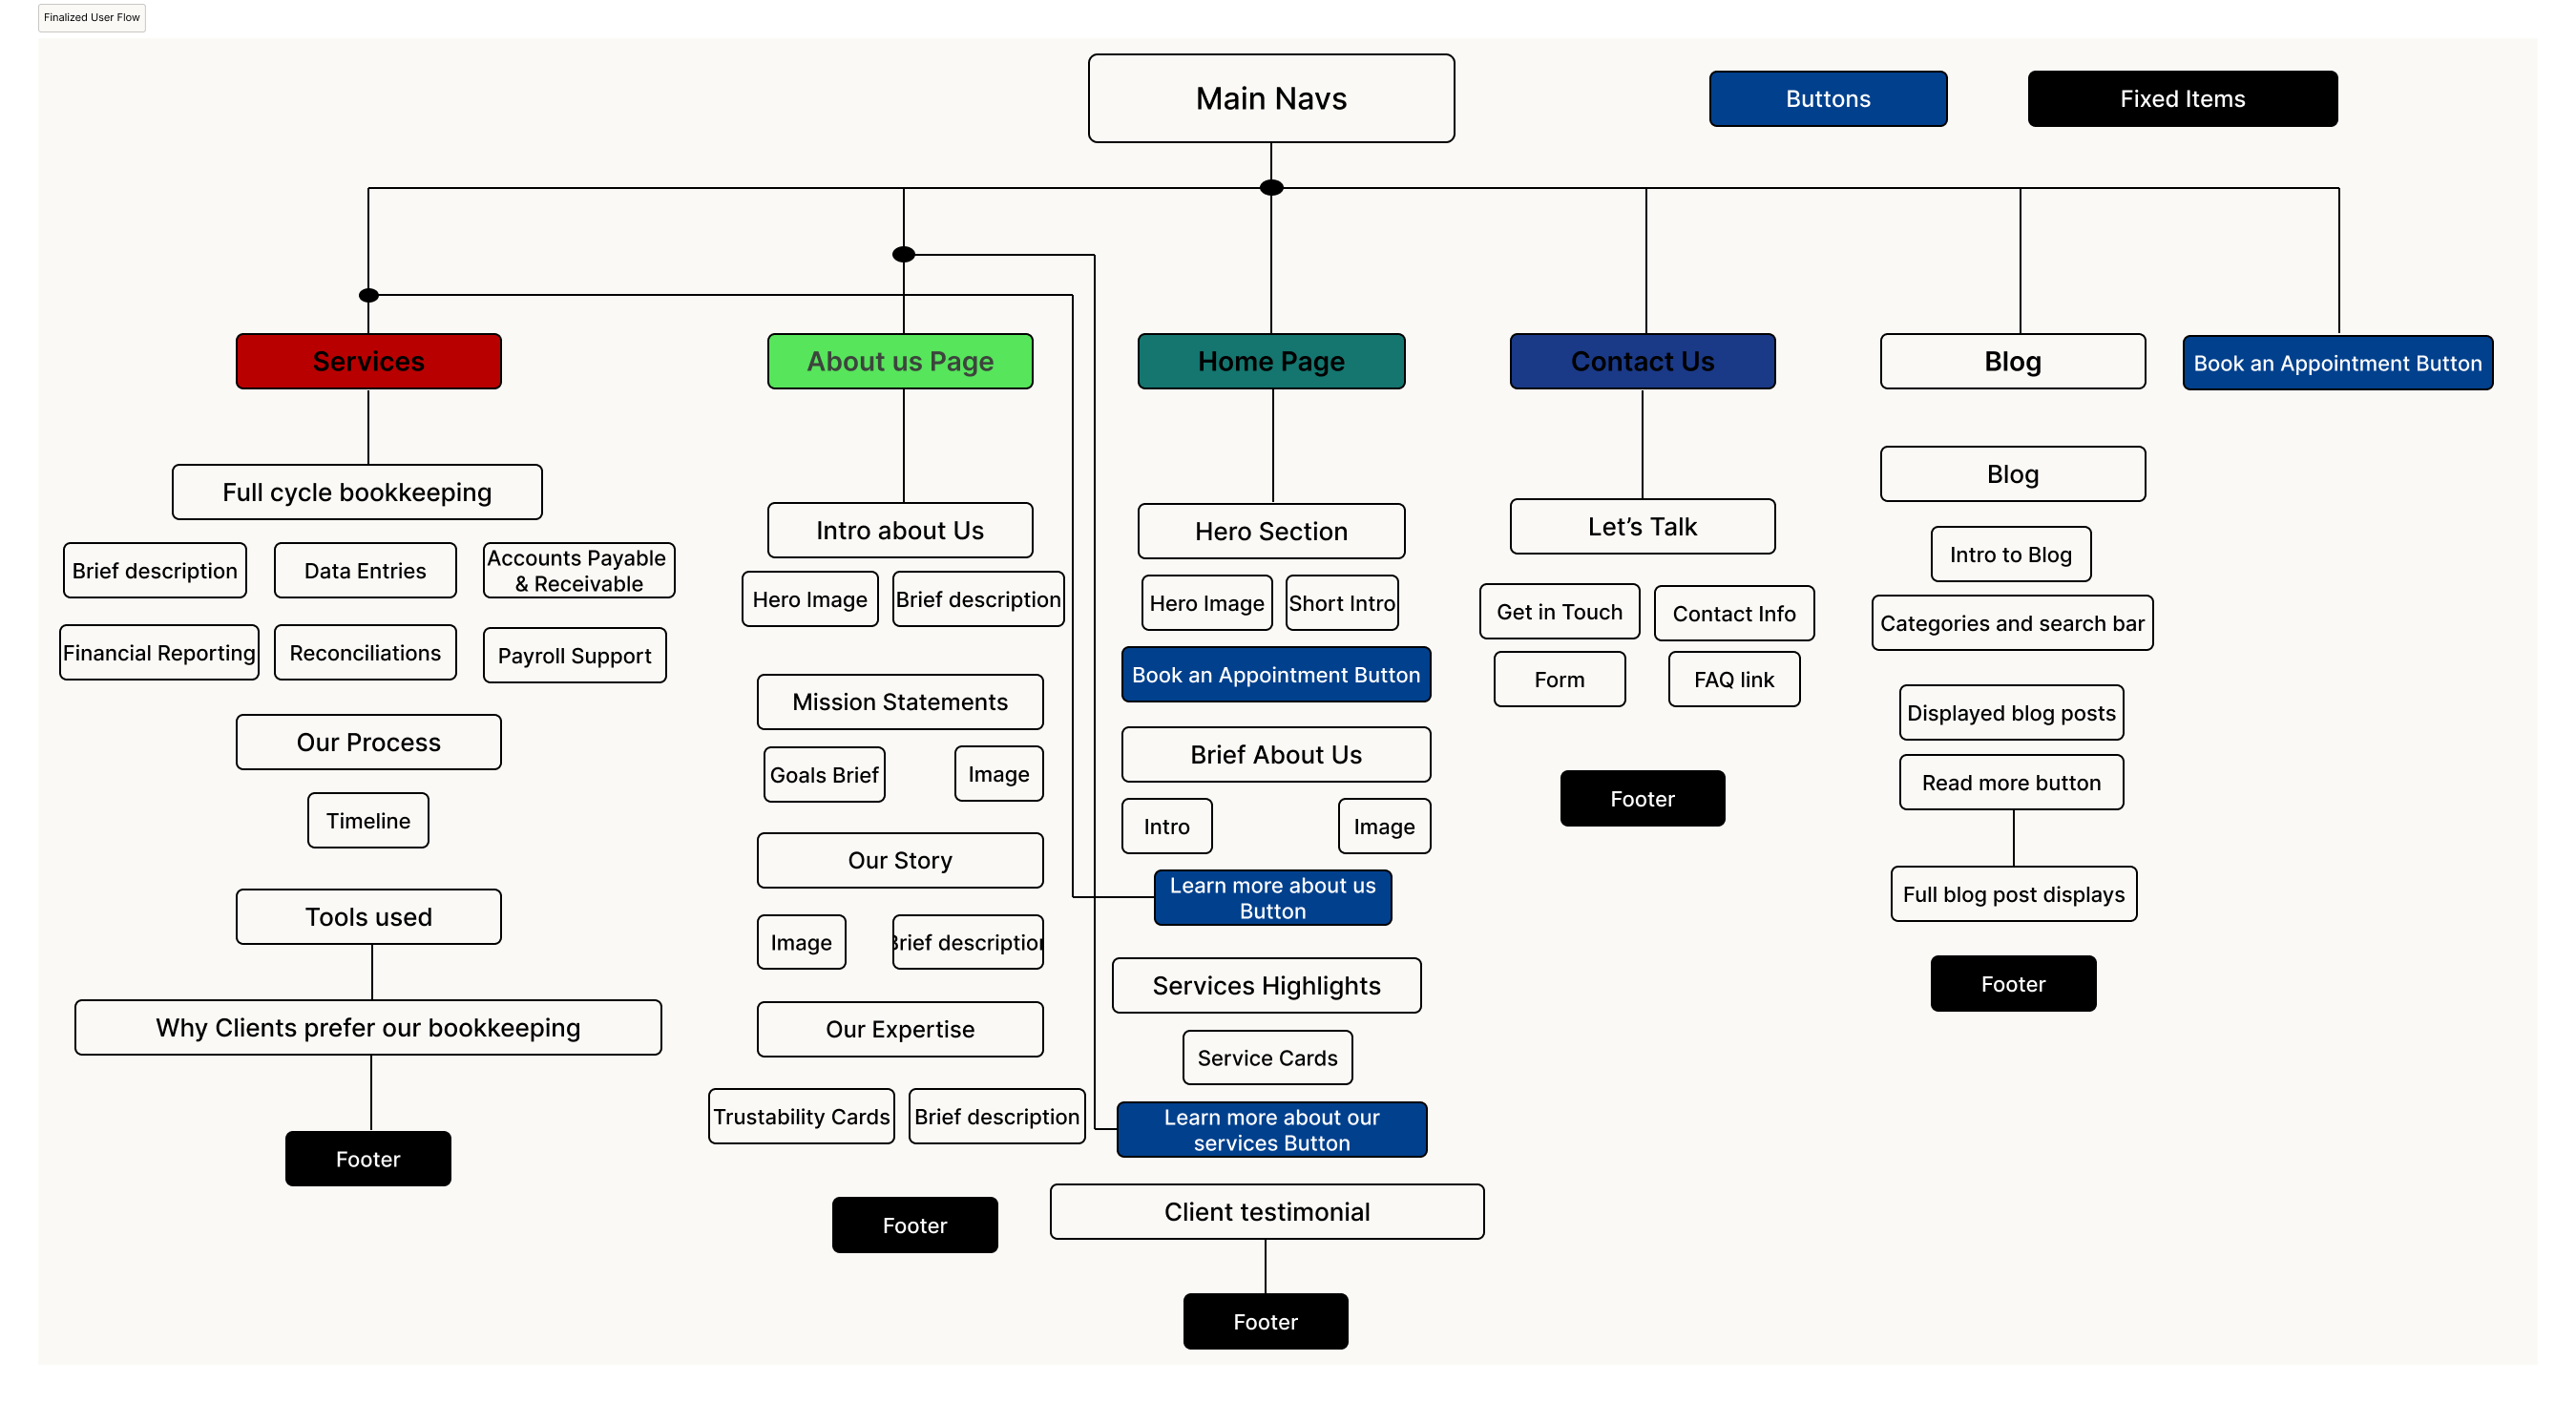 Finalized User Flow
Main Navs
Buttons
Fixed Items
Services
About us Page
Home Page
Contact Us
Blog
Book an Appointment Button
Full cycle bookkeeping
Brief description
Data Entries
Accounts Payable
& Receivable
Financial Reporting
Reconciliations
Payroll Support
Our Process
Timeline
Tools used
Why Clients prefer our bookkeeping
Footer
Intro about Us
Hero Image
Brief description
Mission Statements
Goals Brief
Image
Our Story
Image
Brief description
Our Expertise
Trustability Cards
Brief description
Footer
Hero Section
Hero Image
Short Intro
Book an Appointment Button
Brief About Us
Intro
Image
Learn more about us
Button
Services Highlights
Service Cards
Learn more about our
services Button
Client testimonial
Footer
Let’s Talk
Get in Touch
Contact Info
Form
FAQ link
Footer
Blog
Intro to Blog
Categories and search bar
Displayed blog posts
Read more button
Full blog post displays
Footer